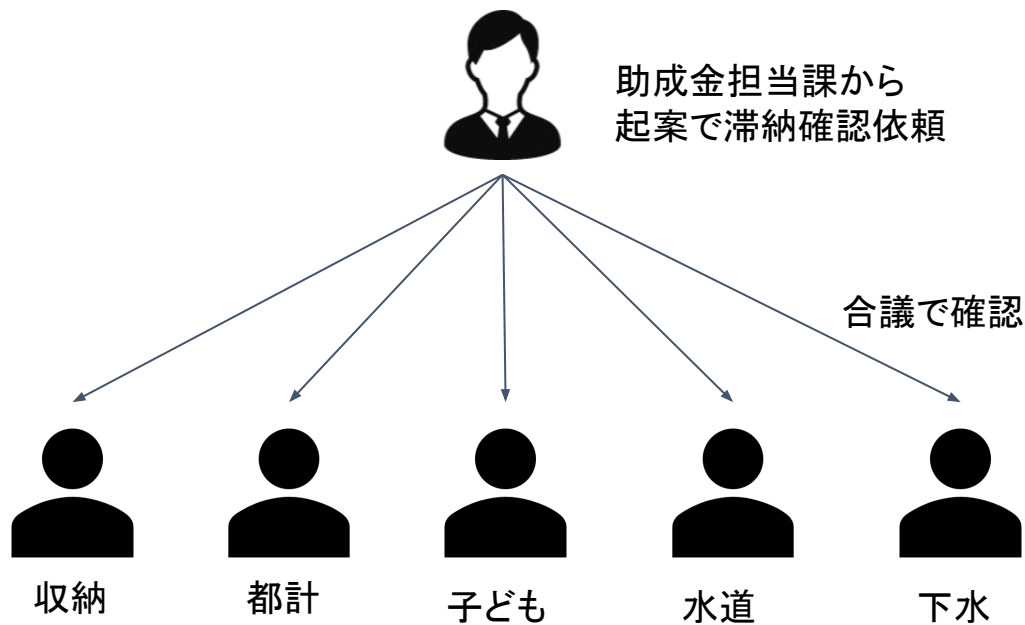 助成金担当課から
起案で滞納確認依頼
合議で確認
収納
都計
子ども
水道
下水